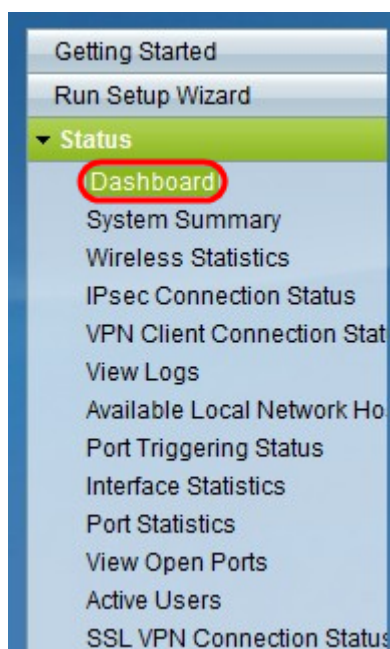 Getting Started
Run Setup Wizard
Status
Dashboard
System Summary
Wireless Statistics
IPsec Connection Status
VPN Client Connection Stat
View Logs
Available Local Network Ho
Port Triggering Status
Interface Statistics
Port Statistics
View Open Ports
Active Users
SSL VPN Connection Status